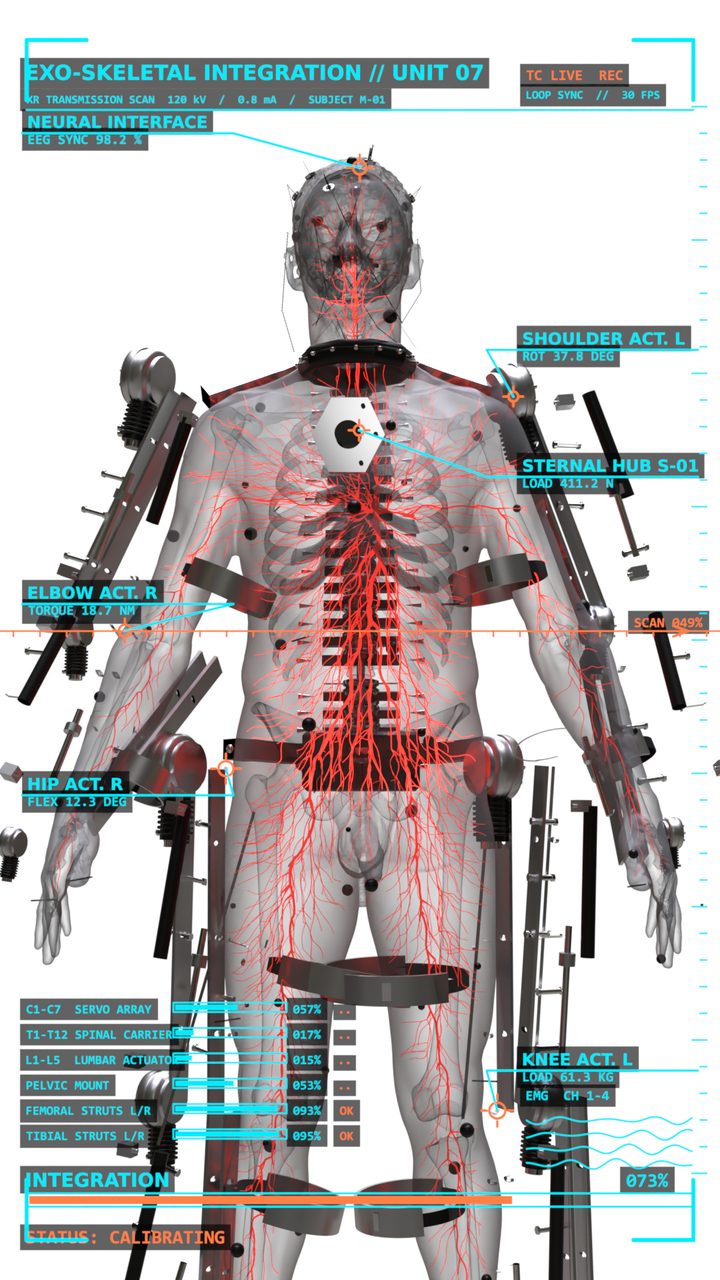 EXO-SKELETAL INTEGRATION // UNIT 07
TC LIVE REC
XR TRANSMISSION SCAN 120 kV / 0.8 mA / SUBJECT M-01
LOOP SYNC // 30 FPS
NEURAL INTERFACE
EEG SYNC 98.2 %
SHOULDER ACT. L
ROT 37.8 DEG
STERNAL HUB S-01
LOAD 411.2 N
ELBOW ACT. R
TORQUE 18.7 NM
SCAN 049%
HIP ACT. R
FLEX 12.3 DEG
C1-C7 SERVO ARRAY 057% ..
T1-T12 SPINAL CARRIER 017% ..
L1-L5 LUMBAR ACTUATO 015% ..
PELVIC MOUNT 053% ..
FEMORAL STRUTS L/R 093% OK
TIBIAL STRUTS L/R 095% OK
KNEE ACT. L
LOAD 61.3 KG
EMG CH 1-4
INTEGRATION
073%
STATUS: CALIBRATING